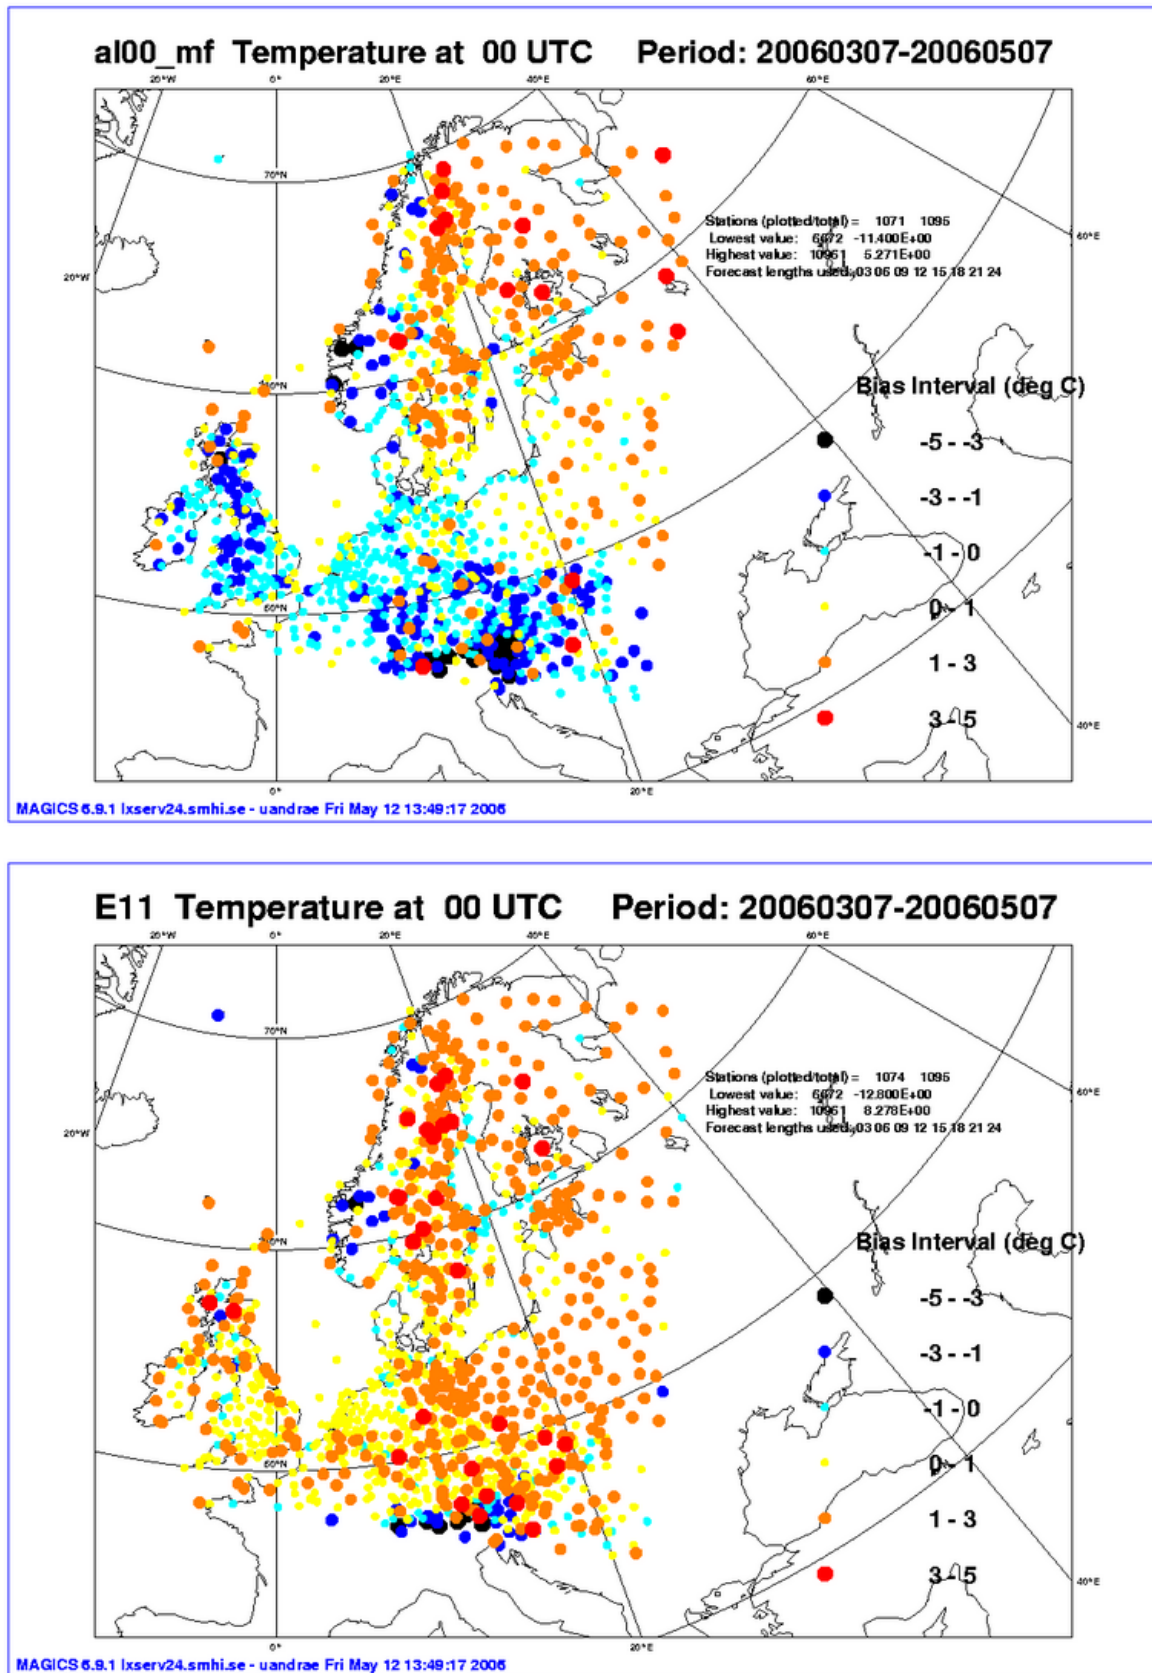 al00_mf Temperature at 00 UTC Period: 20060307-20060507
20°W 0° 20°E 40°E 60°E
70°N
60°E
20°W
Stations (plotted/total) = 1071 1095
Lowest value: 6672 -11.400E+00
Highest value: 10961 5.271E+00
Forecast lengths used: 03 06 09 12 15 18 21 24
Bias Interval (deg C)
-5 - -3
-3 - -1
-1 - 0
0 - 1
50°N
1 - 3
3 - 5
40°E
0° 20°E
MAGICS 6.9.1 lxserv24.smhi.se - uandrae Fri May 12 13:49:17 2006
E11 Temperature at 00 UTC Period: 20060307-20060507
20°W 0° 20°E 40°E 60°E
70°N
60°E
20°W
Stations (plotted/total) = 1074 1095
Lowest value: 6672 -12.800E+00
Highest value: 10961 8.278E+00
Forecast lengths used: 03 06 09 12 15 18 21 24
Bias Interval (deg C)
-5 - -3
-3 - -1
-1 - 0
0 - 1
50°N
1 - 3
3 - 5
40°E
0° 20°E
MAGICS 6.9.1 lxserv24.smhi.se - uandrae Fri May 12 13:49:17 2006